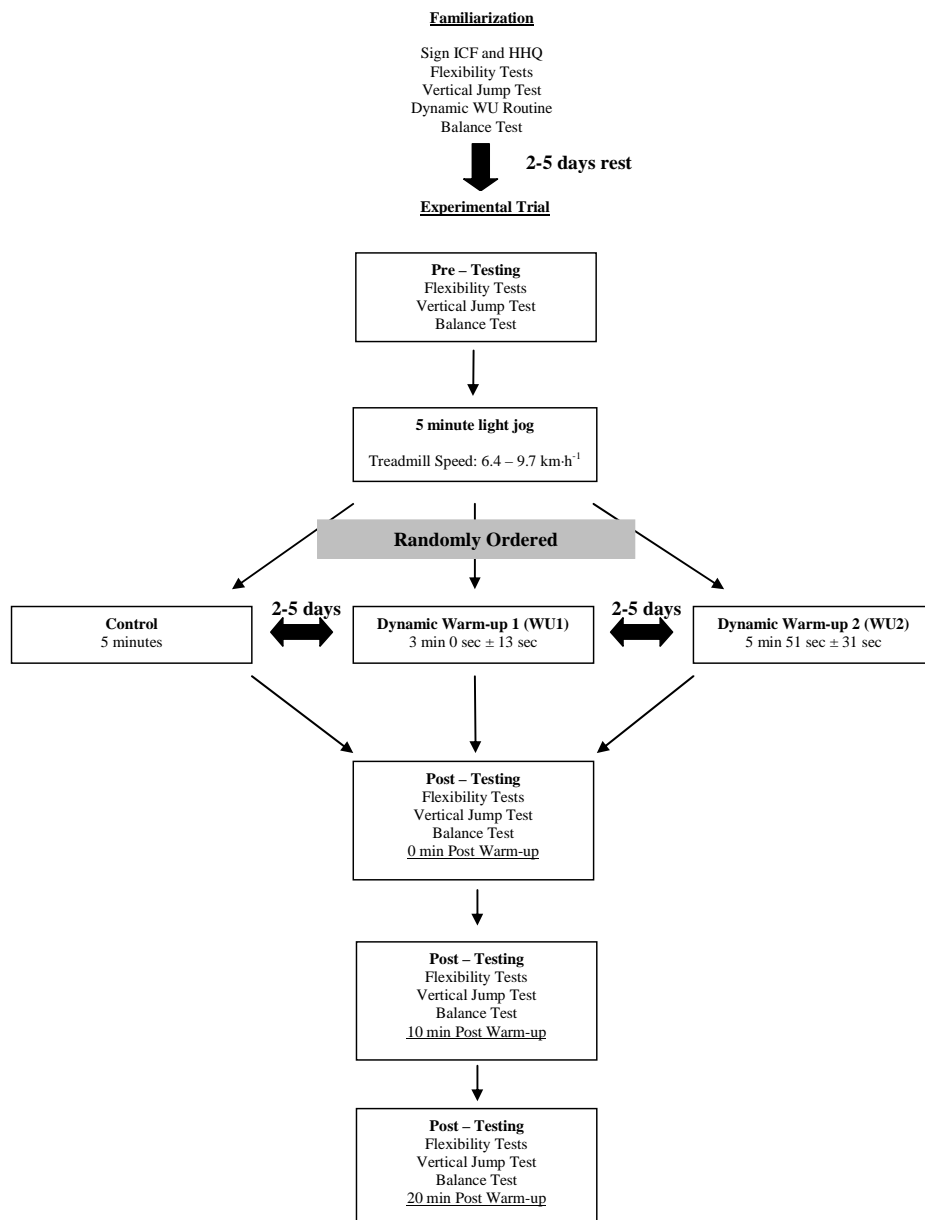 Familiarization
Sign ICF and HHQ
Flexibility Tests
Vertical Jump Test
Dynamic WU Routine
Balance Test
2-5 days rest
Experimental Trial
Pre – Testing
Flexibility Tests
Vertical Jump Test
Balance Test
5 minute light jog
Treadmill Speed: 6.4 – 9.7 km·h⁻¹
Randomly Ordered
Control
5 minutes
2-5 days
Dynamic Warm-up 1 (WU1)
3 min 0 sec ± 13 sec
2-5 days
Dynamic Warm-up 2 (WU2)
5 min 51 sec ± 31 sec
Post – Testing
Flexibility Tests
Vertical Jump Test
Balance Test
0 min Post Warm-up
Post – Testing
Flexibility Tests
Vertical Jump Test
Balance Test
10 min Post Warm-up
Post – Testing
Flexibility Tests
Vertical Jump Test
Balance Test
20 min Post Warm-up